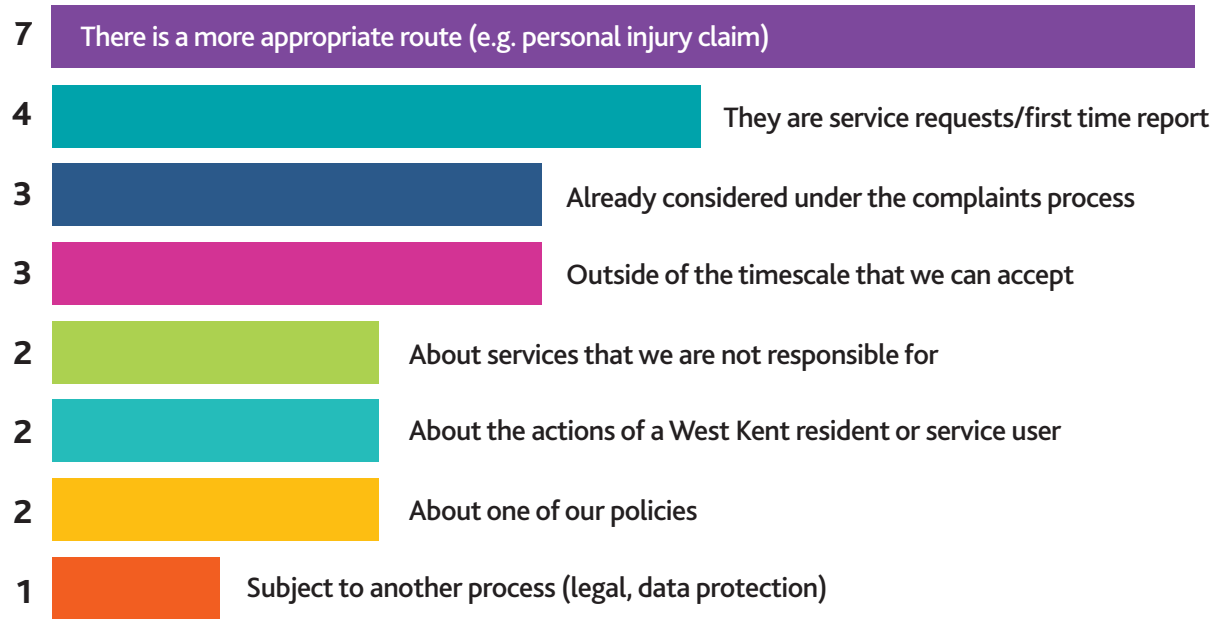 7 There is a more appropriate route (e.g. personal injury claim)
4 They are service requests/first time report
3 Already considered under the complaints process
3 Outside of the timescale that we can accept
2 About services that we are not responsible for
2 About the actions of a West Kent resident or service user
2 About one of our policies
1 Subject to another process (legal, data protection)